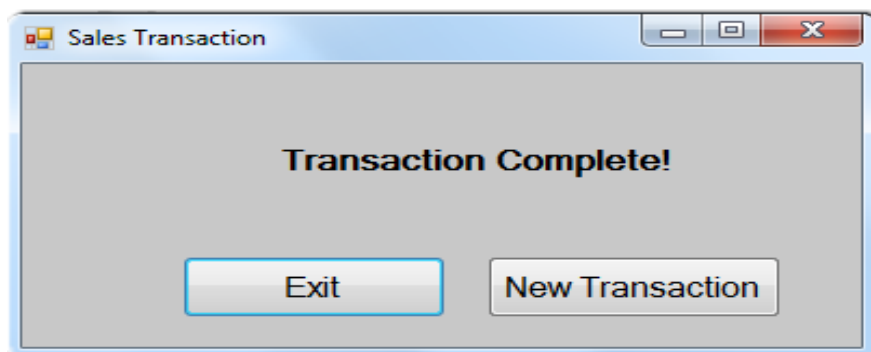 Sales Transaction
Transaction Complete!
Exit
New Transaction